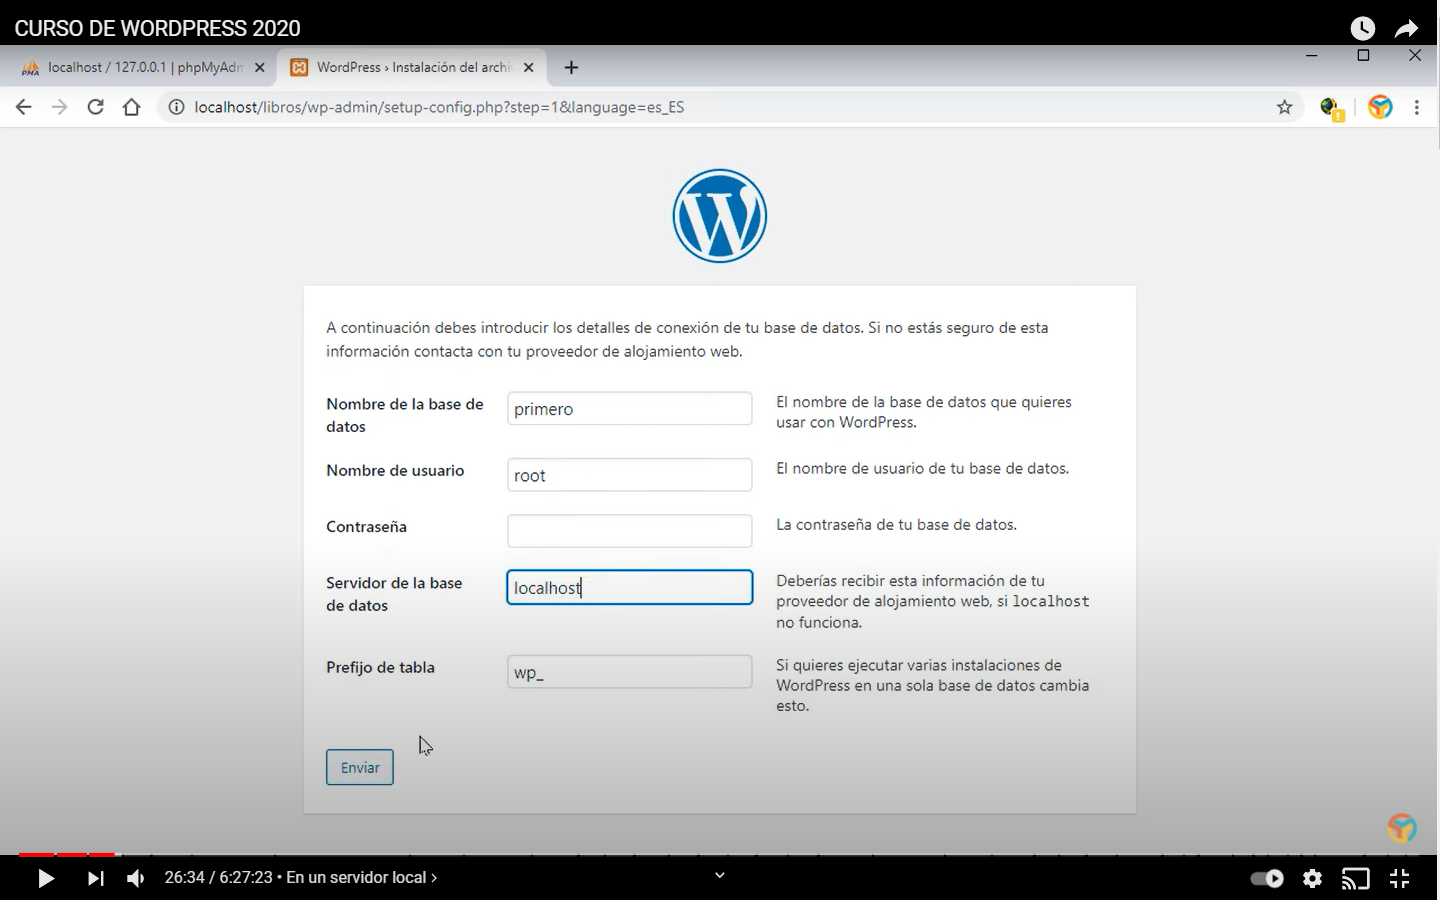 CURSO DE WORDPRESS 2020
localhost / 127.0.0.1 | phpMyAdm
WordPress › Instalación del archi
localhost/libros/wp-admin/setup-config.php?step=1&language=es_ES
A continuación debes introducir los detalles de conexión de tu base de datos. Si no estás seguro de esta
información contacta con tu proveedor de alojamiento web.
Nombre de la base de
datos
primero
El nombre de la base de datos que quieres
usar con WordPress.
Nombre de usuario
root
El nombre de usuario de tu base de datos.
Contraseña
La contraseña de tu base de datos.
Servidor de la base
de datos
localhost
Deberías recibir esta información de tu
proveedor de alojamiento web, si localhost
no funciona.
Prefijo de tabla
wp_
Si quieres ejecutar varias instalaciones de
WordPress en una sola base de datos cambia
esto.
Enviar
26:34 / 6:27:23 • En un servidor local ›